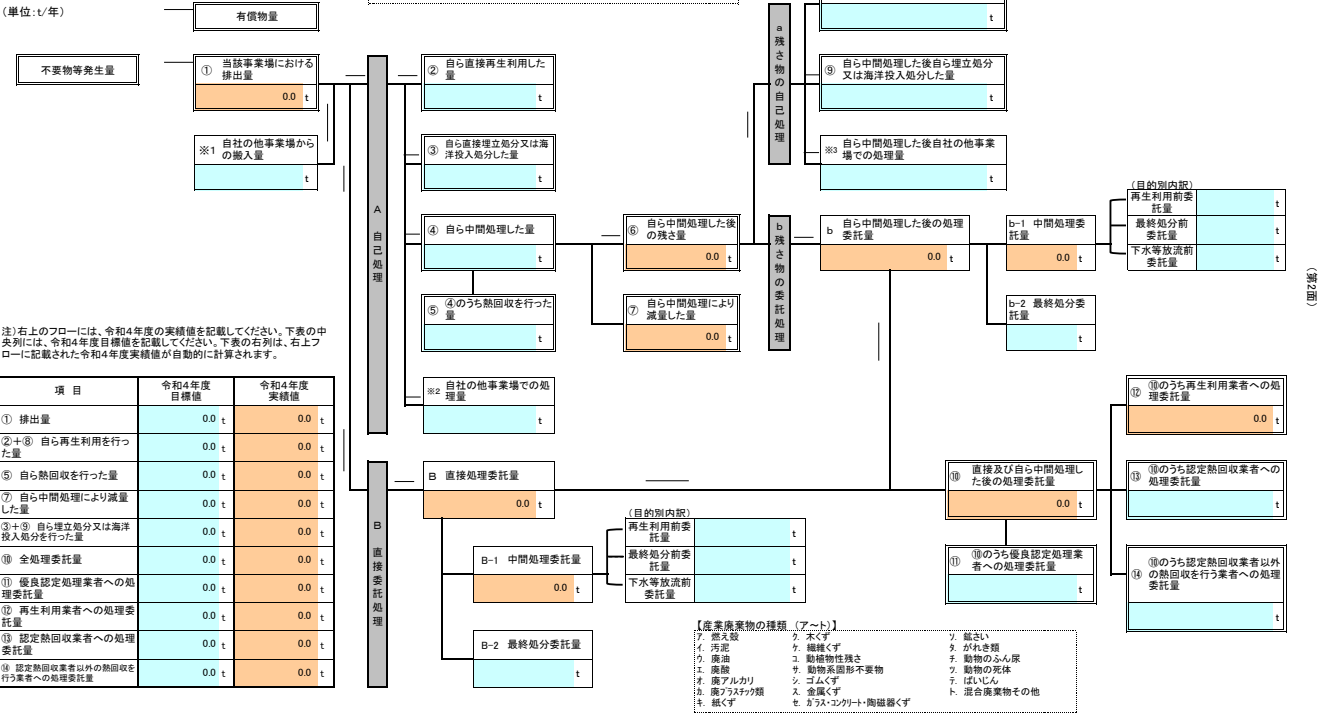 （単位：t/年）
有償物量
t
不要物等発生量
① 当該事業場における
排出量
0.0 t
※1 自社の他事業場から
の搬入量
t
A 自己処理
② 自ら直接再生利用した
量
t
③ 自ら直接埋立処分又は海
洋投入処分した量
t
④ 自ら中間処理した量
t
⑤ ④のうち熱回収を行った
量
t
※2 自社の他事業場での処
理量
t
⑥ 自ら中間処理した後
の残さ量
0.0 t
⑦ 自ら中間処理により
減量した量
0.0 t
a 残さ物の自己処理
⑨ 自ら中間処理した後自ら埋立処分
又は海洋投入処分した量
t
※3 自ら中間処理した後自社の他事業
場での処理量
t
b 残さ物の委託処理
b 自ら中間処理した後の処理
委託量
0.0 t
b-1 中間処理委
託量
0.0 t
（目的別内訳）
再生利用前委
託量
t
最終処分前
委託量
t
下水等放流前
委託量
t
b-2 最終処分委
託量
t
（第2面）
注）右上のフローには、令和4年度の実績値を記載してください。下表の中
央列には、令和4年度目標値を記載してください。下表の右列は、右上フ
ローに記載された令和4年度実績値が自動的に計算されます。
項 目 令和4年度
目標値 令和4年度
実績値
① 排出量 0.0 t 0.0 t
②＋⑧ 自ら再生利用を行っ
た量 0.0 t 0.0 t
⑤ 自ら熱回収を行った量 0.0 t 0.0 t
⑦ 自ら中間処理により減量
した量 0.0 t 0.0 t
③＋⑨ 自ら埋立処分又は海洋
投入処分を行った量 0.0 t 0.0 t
⑩ 全処理委託量 0.0 t 0.0 t
⑪ 優良認定処理業者への処
理委託量 0.0 t 0.0 t
⑫ 再生利用業者への処理委
託量 0.0 t 0.0 t
⑬ 認定熱回収業者への処理
委託量 0.0 t 0.0 t
⑭ 認定熱回収業者以外の熱回収を
行う業者への処理委託量 0.0 t 0.0 t
B 直接委託処理
B 直接処理委託量
0.0 t
B-1 中間処理委託量
0.0 t
（目的別内訳）
再生利用前委
託量
t
最終処分前委
託量
t
下水等放流前
委託量
t
B-2 最終処分委託量
t
⑩ 直接及び自ら中間処理し
た後の処理委託量
0.0 t
⑪ ⑩のうち優良認定処理業
者への処理委託量
t
⑫ ⑩のうち再生利用業者への処
理委託量
0.0 t
⑬ ⑩のうち認定熱回収業者への
処理委託量
t
⑭ ⑩のうち認定熱回収業者以外
の熱回収を行う業者への処理
委託量
t
【産業廃棄物の種類 （ア～ト）】
ア. 燃え殻 ク. 木くず ソ. 鉱さい
イ. 汚泥 ケ. 繊維くず タ. がれき類
ウ. 廃油 コ. 動植物性残さ チ. 動物のふん尿
エ. 廃酸 サ. 動物系固形不要物 ツ. 動物の死体
オ. 廃アルカリ シ. ゴムくず テ. ばいじん
カ. 廃プラスチック類 ス. 金属くず ト. 混合廃棄物その他
キ. 紙くず セ. ガラス・コンクリート・陶磁器くず